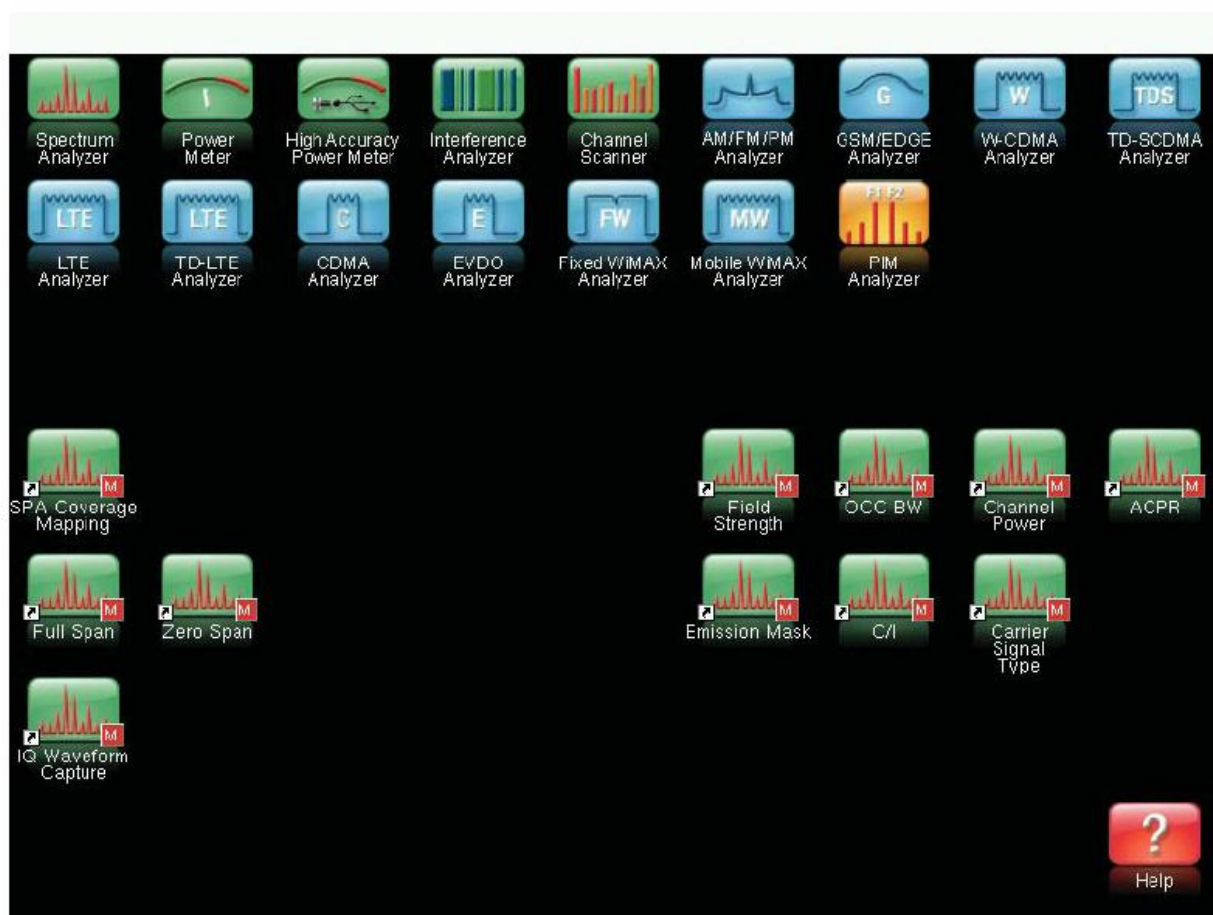 Spectrum
Analyzer
Power
Meter
High Accuracy
Power Meter
Interference
Analyzer
Channel
Scanner
AM/FM/PM
Analyzer
G
GSM/EDGE
Analyzer
W
W-CDMA
Analyzer
TDS
TD-SCDMA
Analyzer
LTE
LTE
Analyzer
LTE
TD-LTE
Analyzer
C
CDMA
Analyzer
E
EVDO
Analyzer
FW
Fixed WiMAX
Analyzer
MW
Mobile WiMAX
Analyzer
F1 F2
PIM
Analyzer
M
SPA Coverage
Mapping
M
Field
Strength
M
OCC BW
M
Channel
Power
M
ACPR
M
Full Span
M
Zero Span
M
Emission Mask
M
C/I
M
Carrier
Signal
Type
M
IQ Waveform
Capture
?
Help